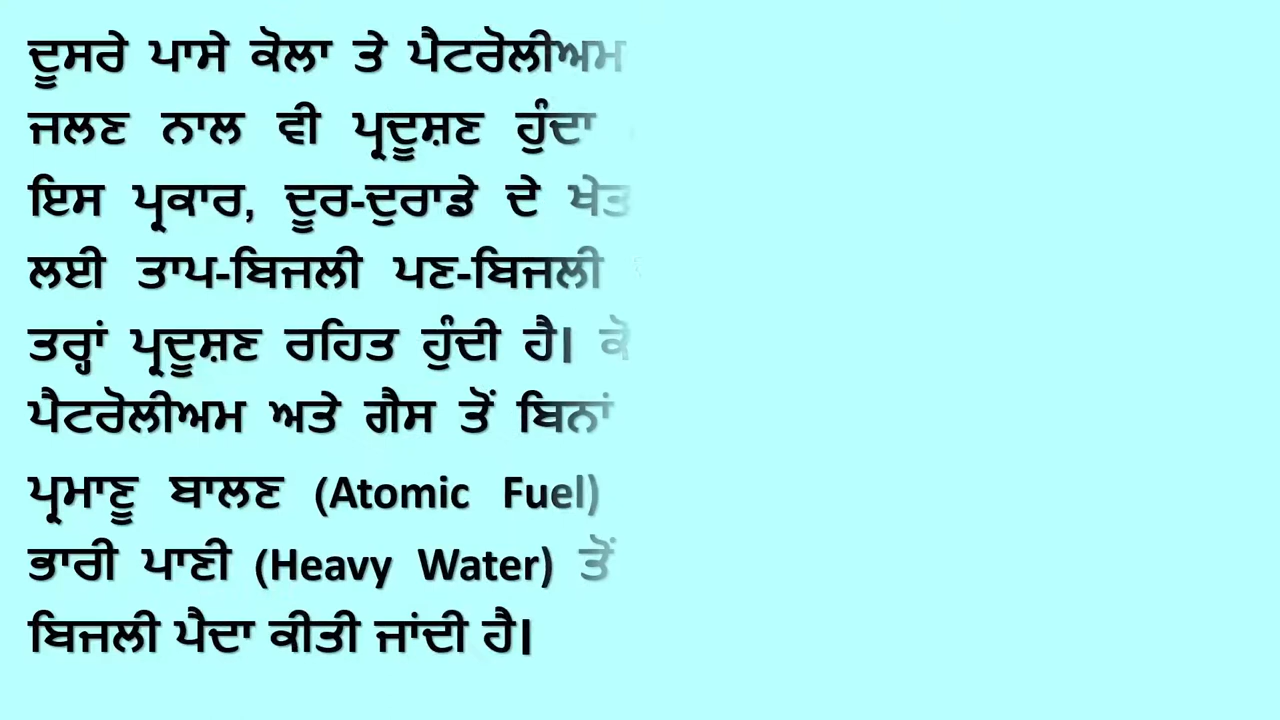 ਦੂਸਰੇ ਪਾਸੇ ਕੋਲਾ ਤੇ ਪੈਟਰੋਲੀਅਮ
ਜਲਣ ਨਾਲ ਵੀ ਪ੍ਰਦੂਸ਼ਣ ਹੁੰਦਾ
ਇਸ ਪ੍ਰਕਾਰ, ਦੂਰ-ਦੁਰਾਡੇ ਦੇ
ਲਈ ਤਾਪ-ਬਿਜਲੀ ਪਣ-ਬਿਜਲੀ
ਤਰ੍ਹਾਂ ਪ੍ਰਦੂਸ਼ਣ ਰਹਿਤ ਹੁੰਦੀ ਹੈ।
ਪੈਟਰੋਲੀਅਮ ਅਤੇ ਗੈਸ ਤੋਂ ਬਿਨਾਂ
ਪ੍ਰਮਾਣੂ ਬਾਲਣ (Atomic Fuel)
ਭਾਰੀ ਪਾਣੀ (Heavy Water) ਤੋਂ
ਬਿਜਲੀ ਪੈਦਾ ਕੀਤੀ ਜਾਂਦੀ ਹੈ।